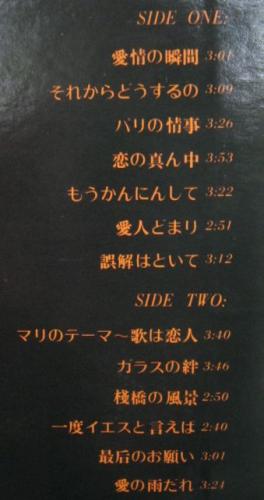 SIDE ONE:
愛情の瞬間 3:01
それからどうするの 3:09
パリの情事 3:26
恋の真ん中 3:53
もうかんにんして 3:22
愛人どまり 2:51
誤解はといて 3:12
SIDE TWO:
マリのテーマ〜歌は恋人 3:40
ガラスの絆 3:46
棧橋の風景 2:50
一度イエスと言えは 2:40
最后のお願い 3:01
愛の雨だれ 3:24